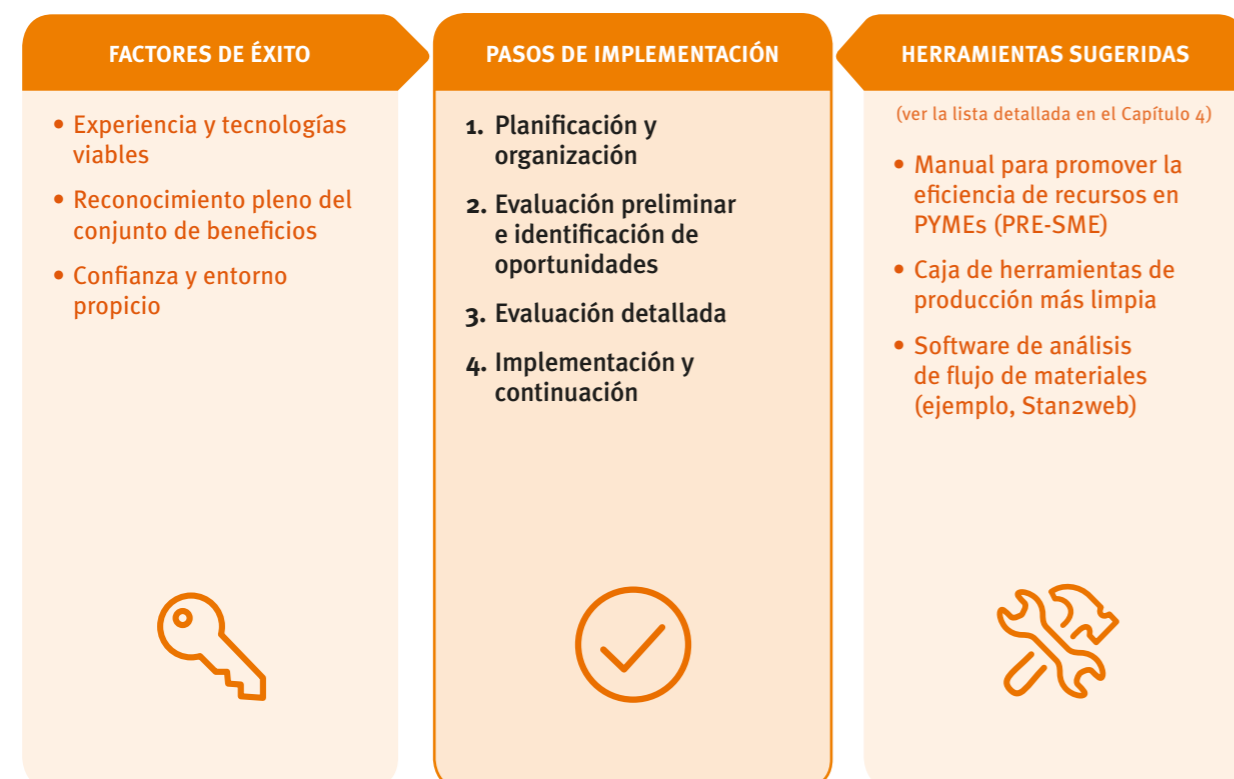 FACTORES DE ÉXITO
• Experiencia y tecnologías
viables
• Reconocimiento pleno del
conjunto de beneficios
• Confianza y entorno
propicio
PASOS DE IMPLEMENTACIÓN
1. Planificación y
organización
2. Evaluación preliminar
e identificación de
oportunidades
3. Evaluación detallada
4. Implementación y
continuación
HERRAMIENTAS SUGERIDAS
(ver la lista detallada en el Capítulo 4)
• Manual para promover la
eficiencia de recursos en
PYMEs (PRE-SME)
• Caja de herramientas de
producción más limpia
• Software de análisis
de flujo de materiales
(ejemplo, Stan2web)